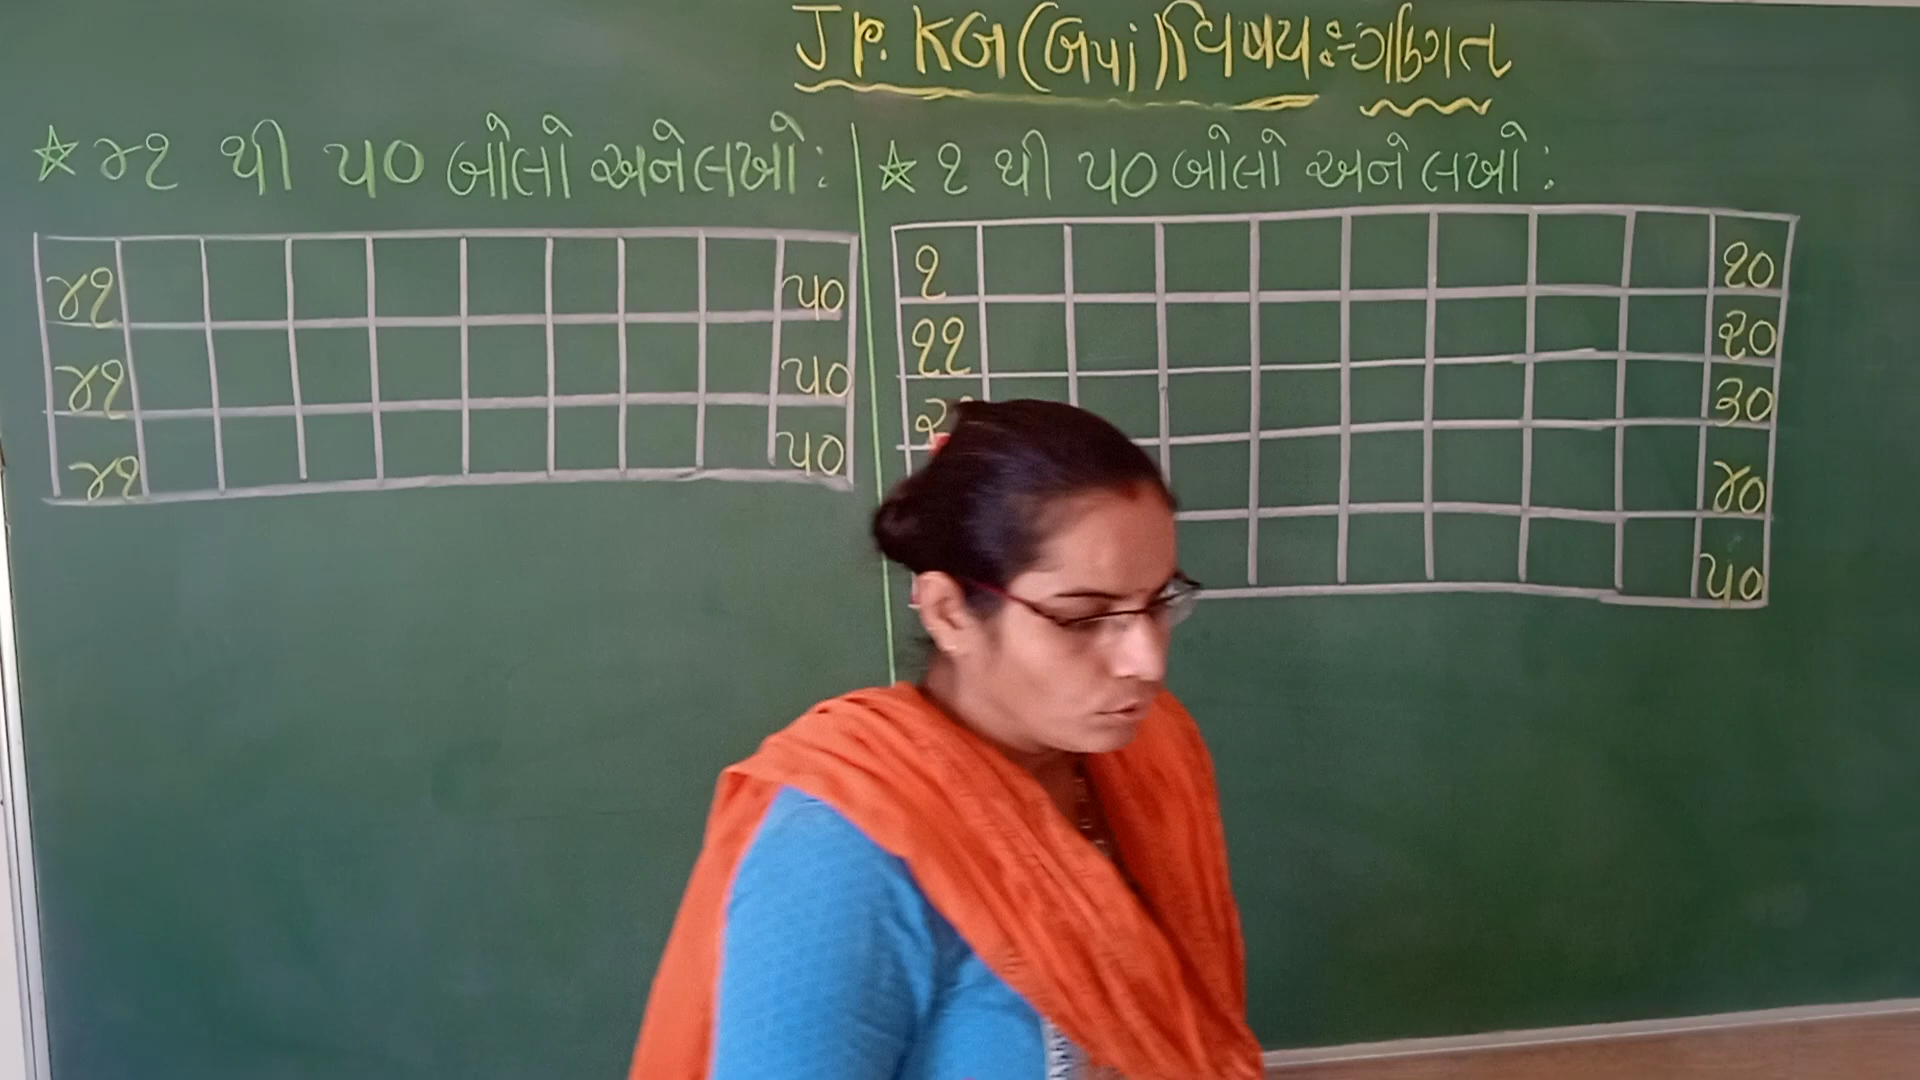 Jr. KG (બપા) વિષય :- ગણિત
☆ ૪૧ થી ૫૦ બોલો અને લખો :
૪૧ ૫૦
૪૧ ૫૦
૪૧ ૫૦
☆ ૧ થી ૫૦ બોલો અને લખો :
૧ ૧૦
૧૧ ૨૦
૩૦
૪૦
૫૦